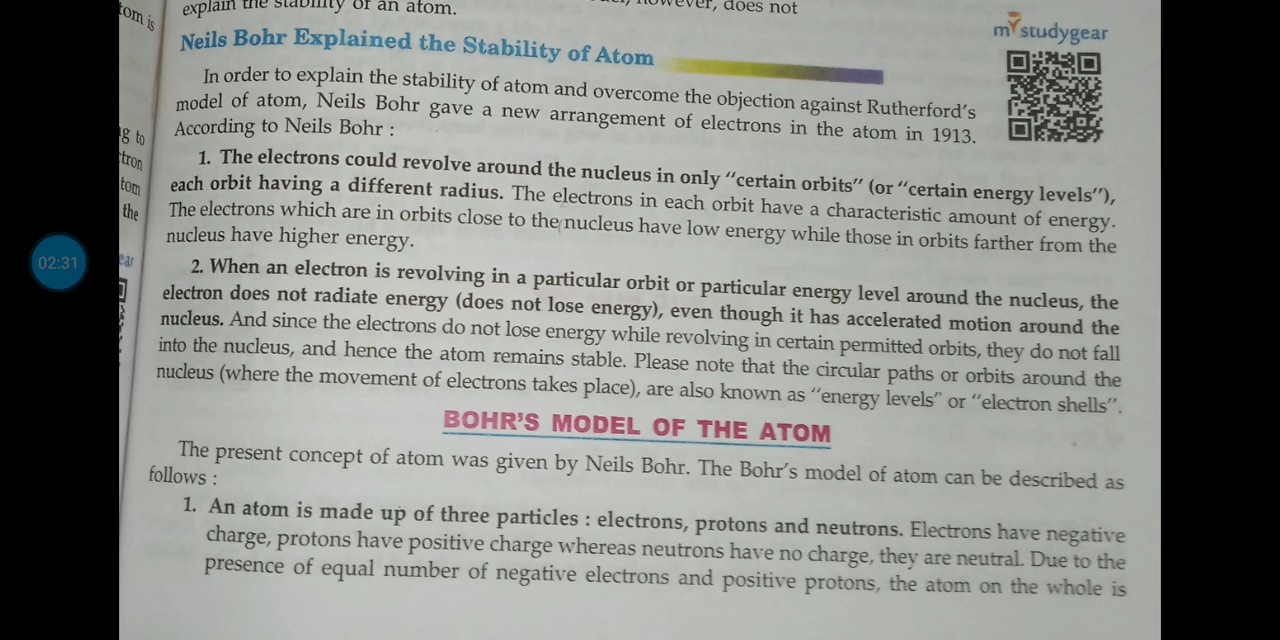 tom is
explain the stability of an atom.
however, does not
mystudygear
Neils Bohr Explained the Stability of Atom
In order to explain the stability of atom and overcome the objection against Rutherford's
model of atom, Neils Bohr gave a new arrangement of electrons in the atom in 1913.
According to Neils Bohr :
1. The electrons could revolve around the nucleus in only "certain orbits" (or "certain energy levels"),
each orbit having a different radius. The electrons in each orbit have a characteristic amount of energy.
The electrons which are in orbits close to the nucleus have low energy while those in orbits farther from the
nucleus have higher energy.
2. When an electron is revolving in a particular orbit or particular energy level around the nucleus, the
electron does not radiate energy (does not lose energy), even though it has accelerated motion around the
nucleus. And since the electrons do not lose energy while revolving in certain permitted orbits, they do not fall
into the nucleus, and hence the atom remains stable. Please note that the circular paths or orbits around the
nucleus (where the movement of electrons takes place), are also known as "energy levels" or "electron shells".
BOHR'S MODEL OF THE ATOM
The present concept of atom was given by Neils Bohr. The Bohr's model of atom can be described as
follows :
1. An atom is made up of three particles : electrons, protons and neutrons. Electrons have negative
charge, protons have positive charge whereas neutrons have no charge, they are neutral. Due to the
presence of equal number of negative electrons and positive protons, the atom on the whole is
g to
tron
tom
the
ear
02:31